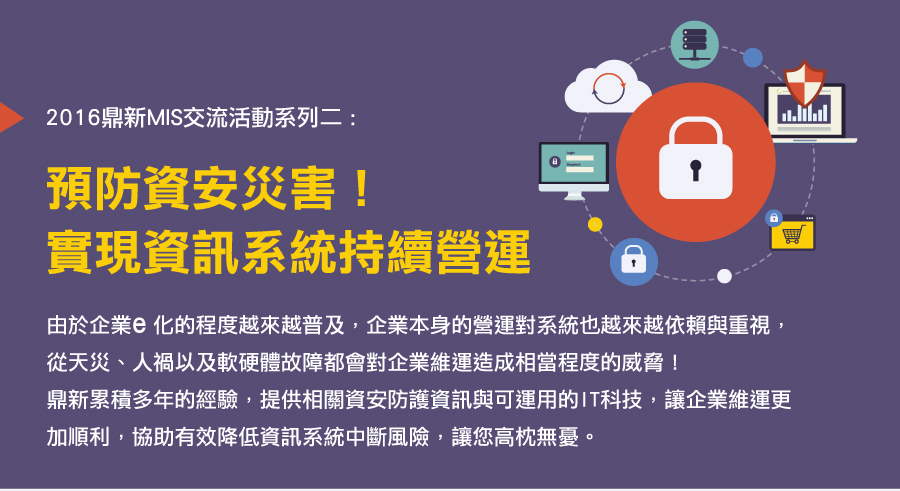 2016鼎新MIS交流活動系列二：
預防資安災害！
實現資訊系統持續營運
由於企業e 化的程度越來越普及，企業本身的營運對系統也越來越依賴與重視，
從天災、人禍以及軟硬體故障都會對企業維運造成相當程度的威脅！
鼎新累積多年的經驗，提供相關資安防護資訊與可運用的IT科技，讓企業維運更
加順利，協助有效降低資訊系統中斷風險，讓您高枕無憂。